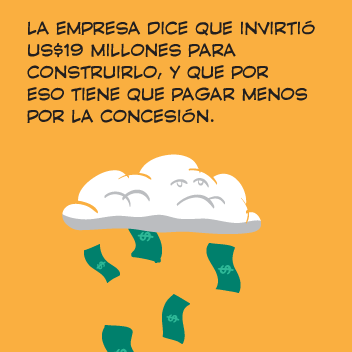 LA EMPRESA DICE QUE INVIRTIÓ
US$19 MILLONES PARA
CONSTRUIRLO, Y QUE POR
ESO TIENE QUE PAGAR MENOS
POR LA CONCESIÓN.
$
$
$
$
$